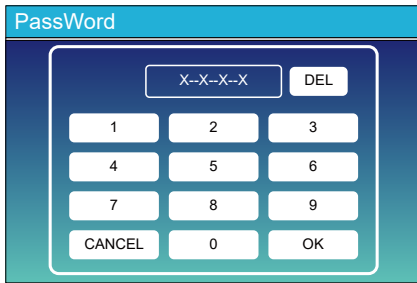 PassWord
X--X--X--X DEL
1 2 3
4 5 6
7 8 9
CANCEL 0 OK